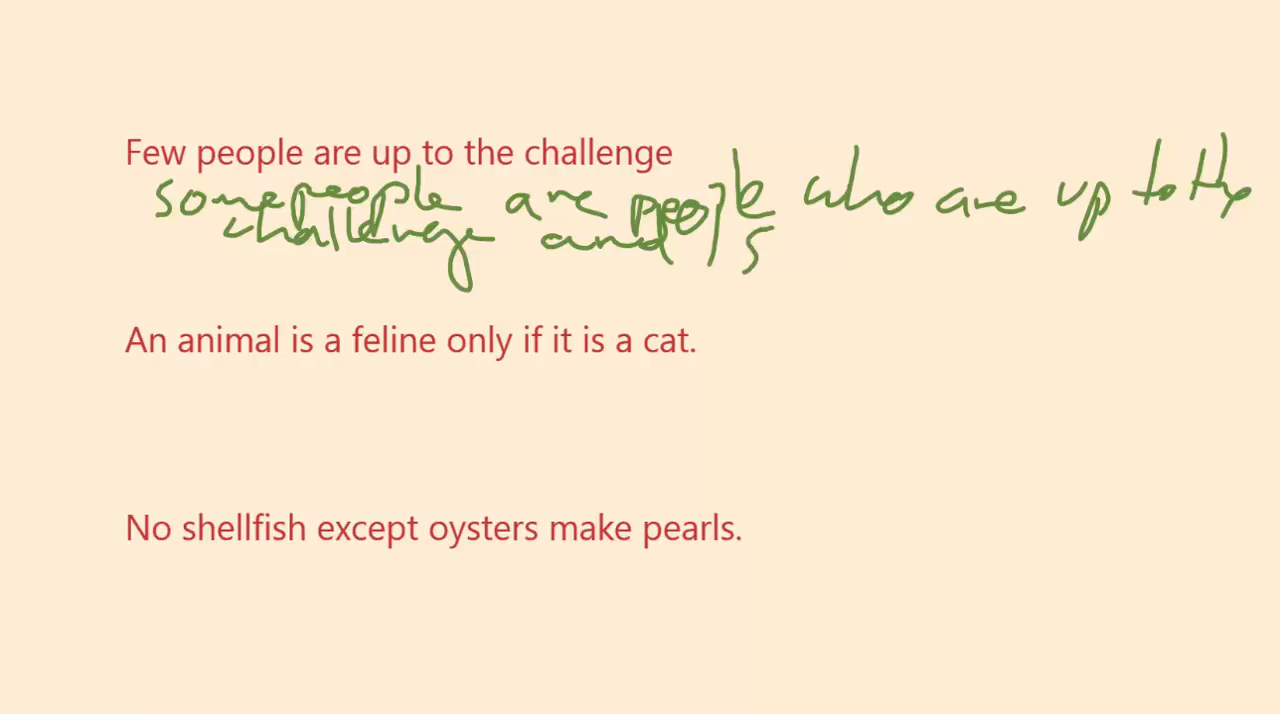 Few people are up to the challenge
some people are people who are up to the
challenge and s
An animal is a feline only if it is a cat.
No shellfish except oysters make pearls.